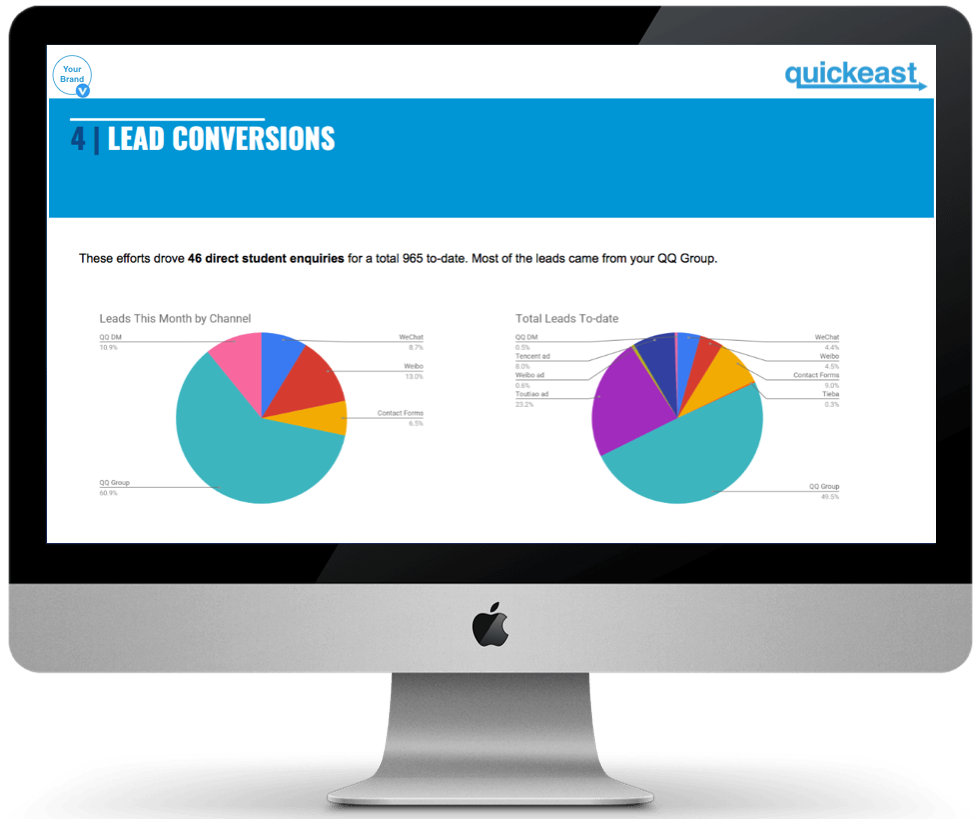 Your
Brand
V
quickeast
4 | LEAD CONVERSIONS
These efforts drove 46 direct student enquiries for a total 965 to-date. Most of the leads came from your QQ Group.
Leads This Month by Channel
QQ DM
10.9%
WeChat
8.7%
Weibo
13.0%
Contact Forms
6.5%
QQ Group
60.9%
Total Leads To-date
QQ DM
0.5%
Tencent ad
8.0%
Weibo ad
0.6%
Toutiao ad
23.2%
WeChat
4.4%
Weibo
4.5%
Contact Forms
9.0%
Tieba
0.3%
QQ Group
49.5%